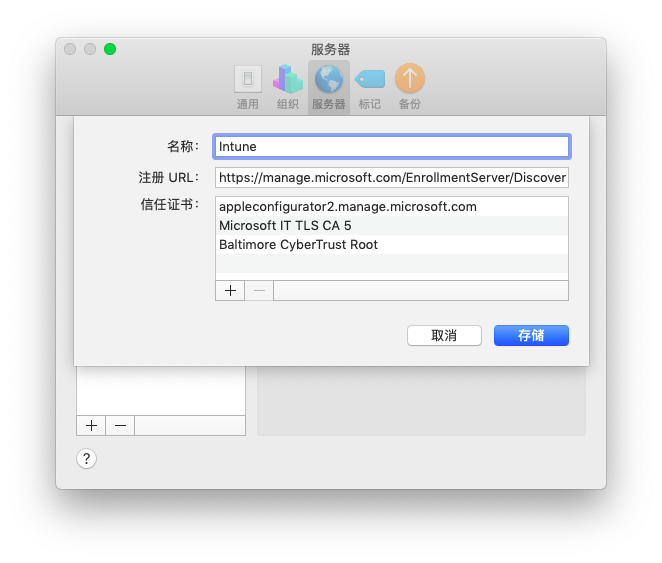 服务器
通用
组织
服务器
标记
备份
名称：
Intune
注册 URL：
https://manage.microsoft.com/EnrollmentServer/Discover
信任证书：
appleconfigurator2.manage.microsoft.com
Microsoft IT TLS CA 5
Baltimore CyberTrust Root
取消
存储
?